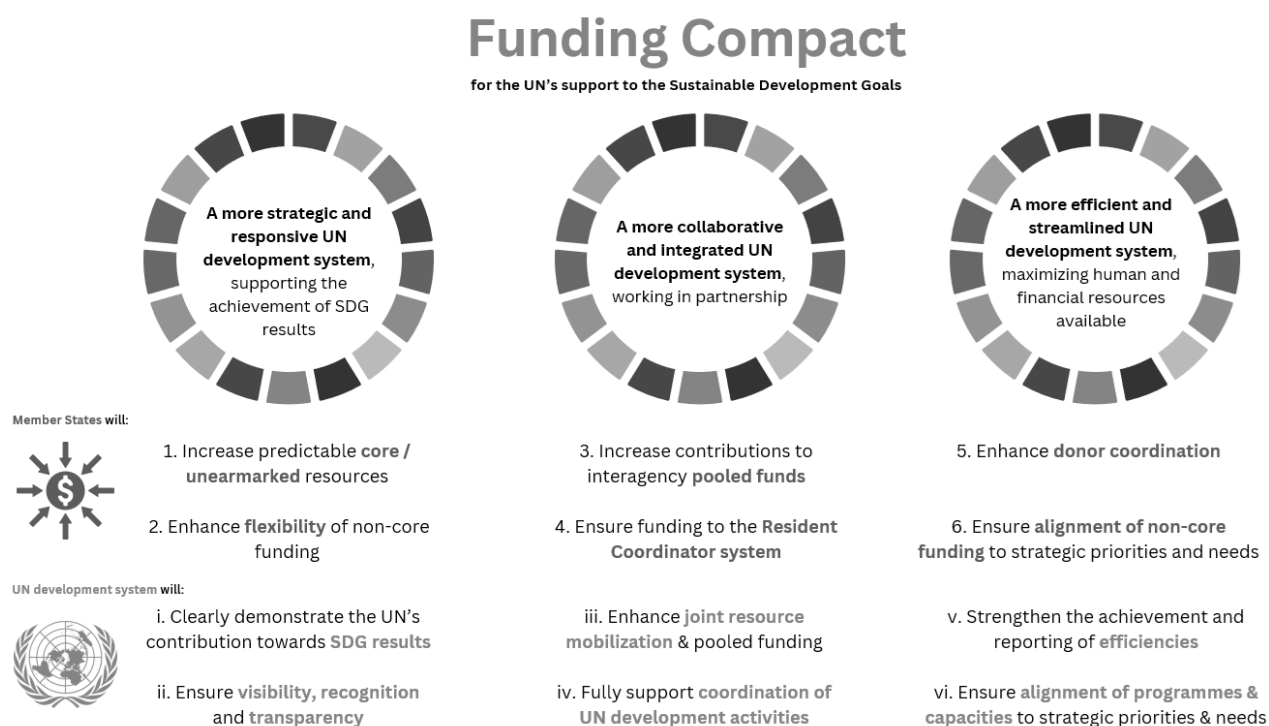 Funding Compact
for the UN's support to the Sustainable Development Goals
A more strategic and
responsive UN
development system,
supporting the
achievement of SDG
results
A more collaborative
and integrated UN
development system,
working in partnership
A more efficient and
streamlined UN
development system,
maximizing human and
financial resources
available
Member States will:
$
1. Increase predictable core /
unearmarked resources
2. Enhance flexibility of non-core
funding
3. Increase contributions to
interagency pooled funds
4. Ensure funding to the Resident
Coordinator system
5. Enhance donor coordination
6. Ensure alignment of non-core
funding to strategic priorities and needs
UN development system will:
i. Clearly demonstrate the UN's
contribution towards SDG results
ii. Ensure visibility, recognition
and transparency
iii. Enhance joint resource
mobilization & pooled funding
iv. Fully support coordination of
UN development activities
v. Strengthen the achievement and
reporting of efficiencies
vi. Ensure alignment of programmes &
capacities to strategic priorities & needs